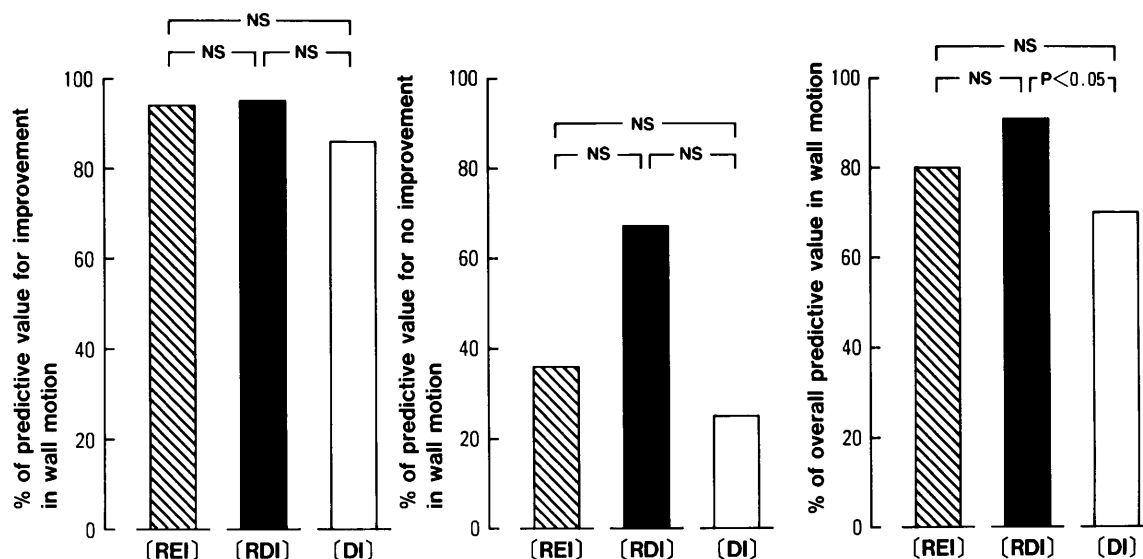 % of predictive value for improvement
in wall motion
NS
NS
NS
100
80
60
40
20
0
[REI]
[RDI]
[DI]
% of predictive value for no improvement
in wall motion
NS
NS
NS
100
80
60
40
20
0
[REI]
[RDI]
[DI]
% of overall predictive value in wall motion
NS
NS
P<0.05
100
80
60
40
20
0
[REI]
[RDI]
[DI]